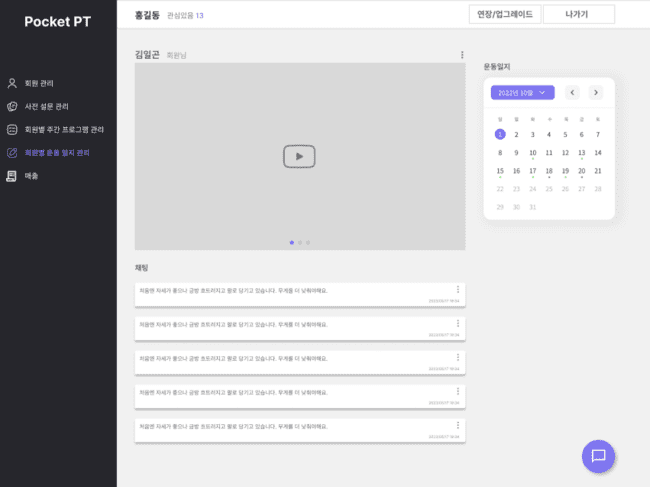 Pocket PT
홍길동 관심있음 13
연장/업그레이드
나가기
회원 관리
사전 설문 관리
회원별 주간 프로그램 관리
회원별 운동 일지 관리
매출
김일곤 회원님
운동일지
2022년 10월
1 2 3 4 5 6 7
8 9 10 11 12 13 14
15 16 17 18 19 20 21
22 23 24 25 26 27 28
29 30 31
채팅
처음엔 자세가 좋으나 금방 흐트러지고 팔로 당기고 있습니다. 무게를 더 낮춰야해요.
처음엔 자세가 좋으나 금방 흐트러지고 팔로 당기고 있습니다. 무게를 더 낮춰야해요.
처음엔 자세가 좋으나 금방 흐트러지고 팔로 당기고 있습니다. 무게를 더 낮춰야해요.
처음엔 자세가 좋으나 금방 흐트러지고 팔로 당기고 있습니다. 무게를 더 낮춰야해요.
처음엔 자세가 좋으나 금방 흐트러지고 팔로 당기고 있습니다. 무게를 더 낮춰야해요.